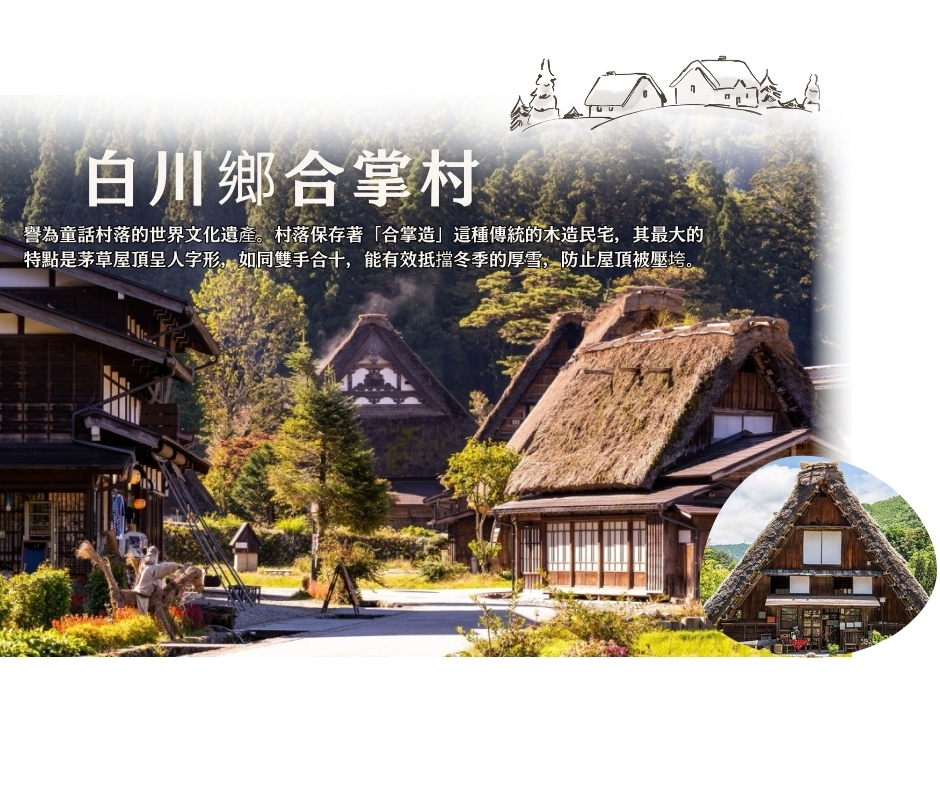 白川鄉合掌村
譽為童話村落的世界文化遺產。村落保存著「合掌造」這種傳統的木造民宅，其最大的
特點是茅草屋頂呈人字形，如同雙手合十，能有效抵擋冬季的厚雪，防止屋頂被壓垮。